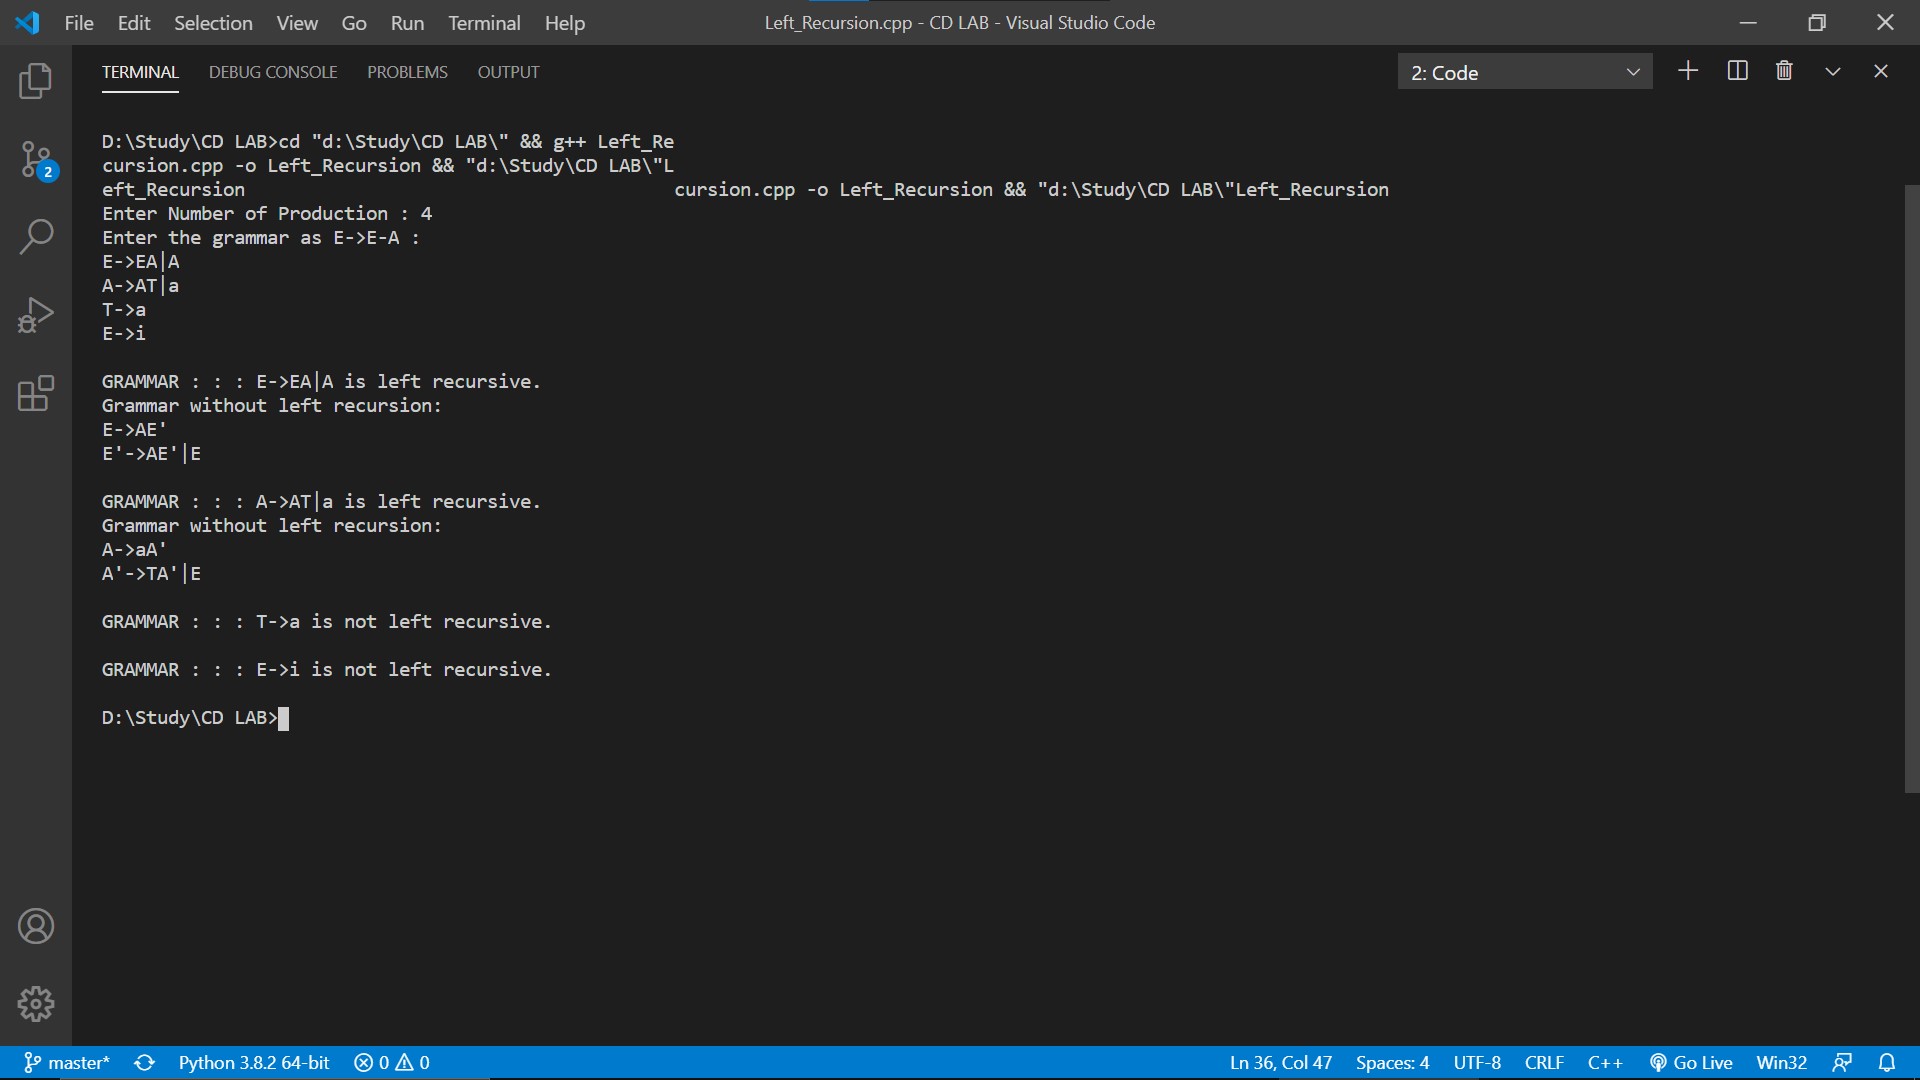 File Edit Selection View Go Run Terminal Help
Left_Recursion.cpp - CD LAB - Visual Studio Code
TERMINAL DEBUG CONSOLE PROBLEMS OUTPUT
2: Code
2
D:\Study\CD LAB>cd "d:\Study\CD LAB\" && g++ Left_Re
cursion.cpp -o Left_Recursion && "d:\Study\CD LAB\"L
eft_Recursion cursion.cpp -o Left_Recursion && "d:\Study\CD LAB\"Left_Recursion
Enter Number of Production : 4
Enter the grammar as E->E-A :
E->EA|A
A->AT|a
T->a
E->i
GRAMMAR : : : E->EA|A is left recursive.
Grammar without left recursion:
E->AE'
E'->AE'|E
GRAMMAR : : : A->AT|a is left recursive.
Grammar without left recursion:
A->aA'
A'->TA'|E
GRAMMAR : : : T->a is not left recursive.
GRAMMAR : : : E->i is not left recursive.
D:\Study\CD LAB>
master* Python 3.8.2 64-bit 0 0 Ln 36, Col 47 Spaces: 4 UTF-8 CRLF C++ Go Live Win32